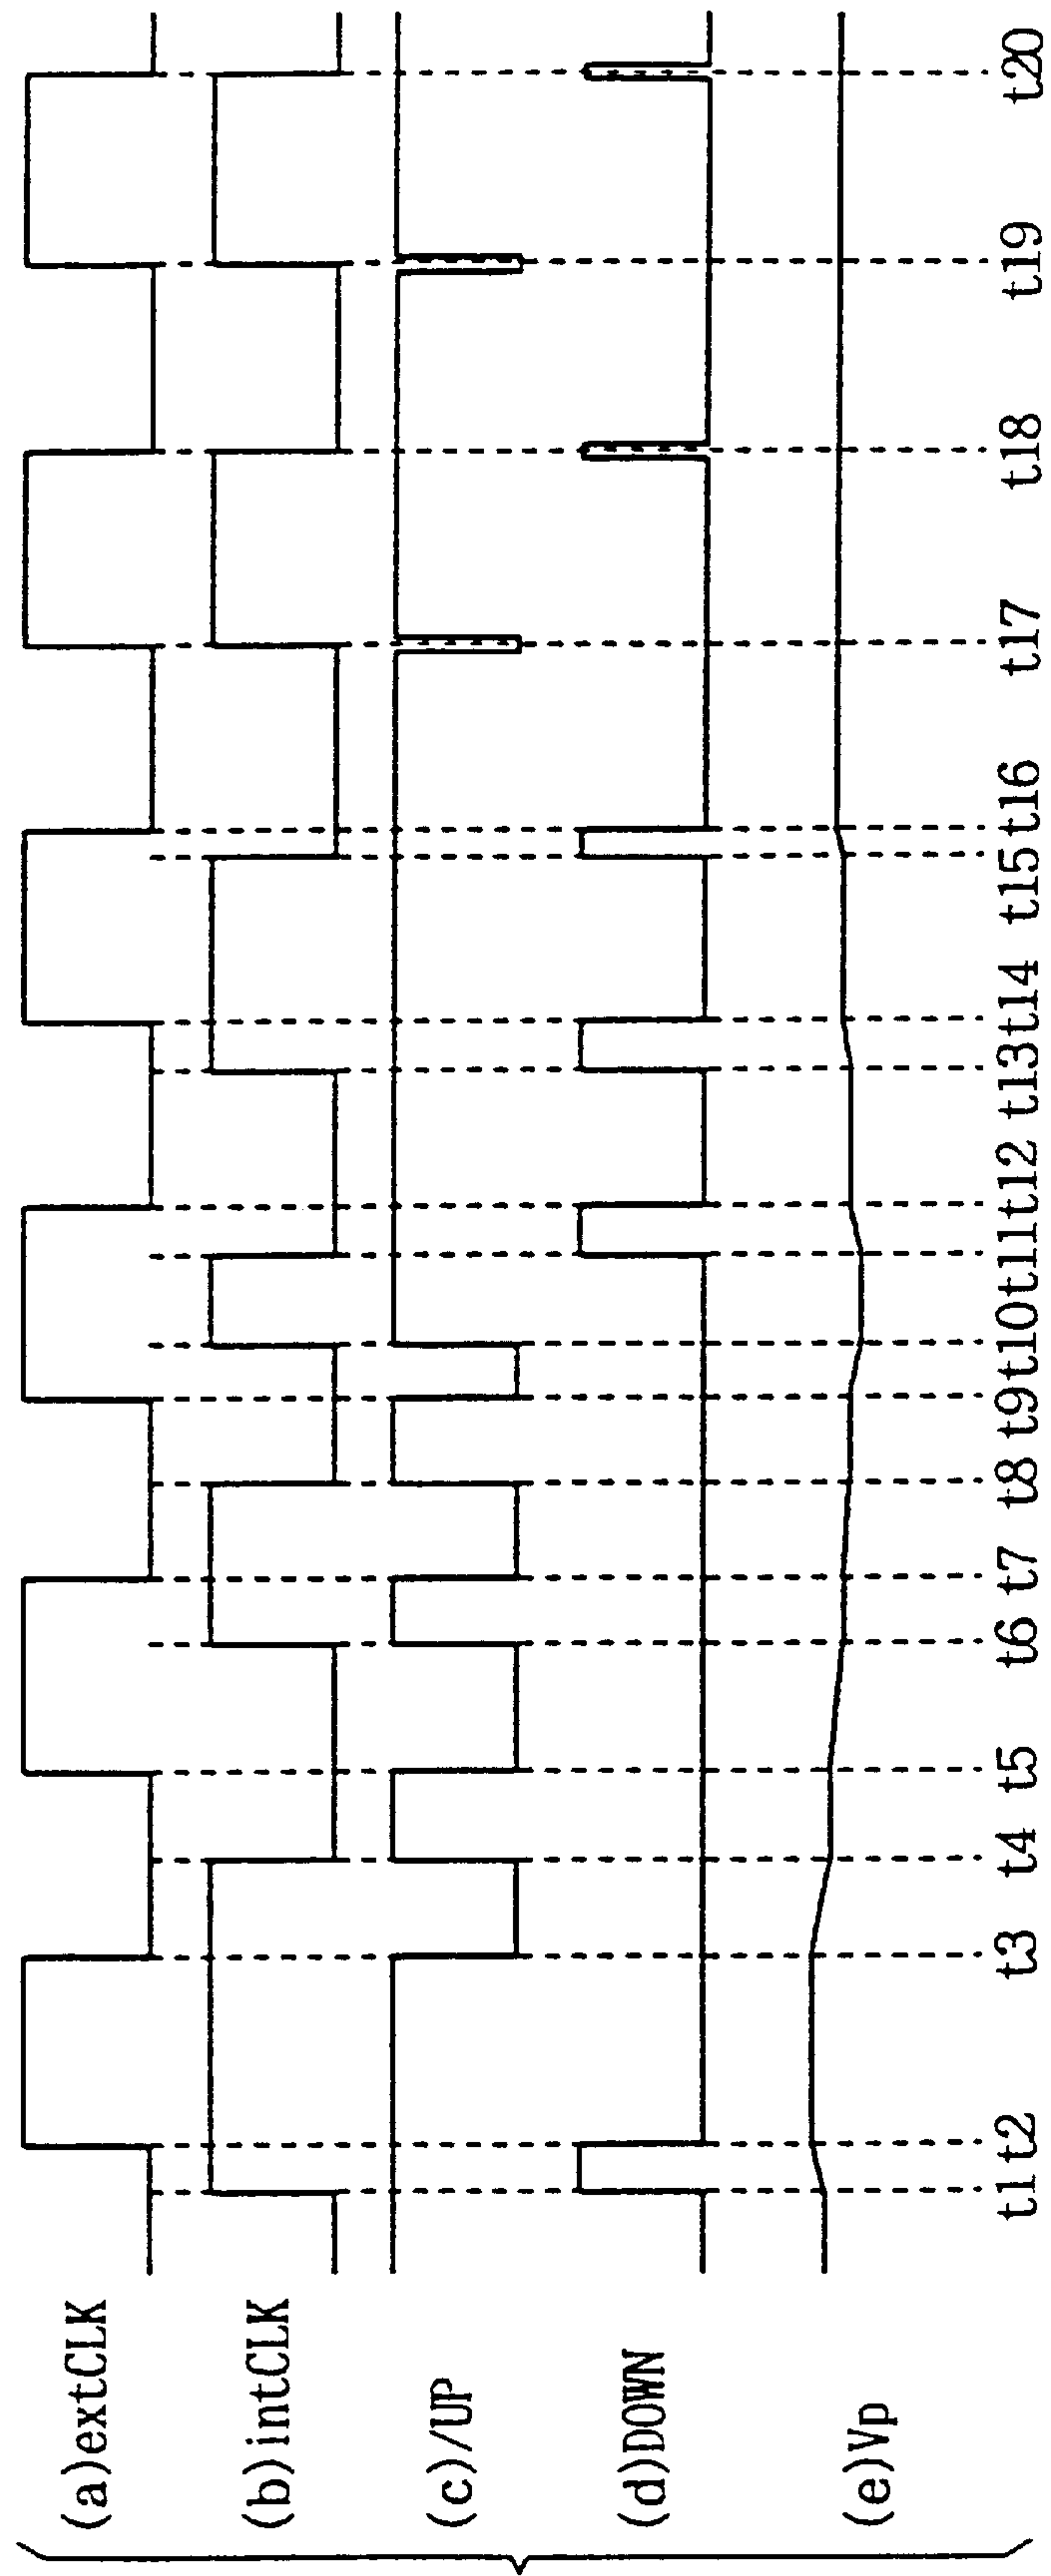 (a)extCLK
(b)intCLK
(c)/UP
(d)DOWN
(e)Vp
t1 t2 t3 t4 t5 t6 t7 t8 t9 t10 t11 t12 t13 t14 t15 t16 t17 t18 t19 t20